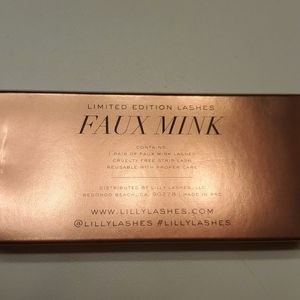 LIMITED EDITION LASHES
FAUX MINK
CONTAINS:
1 PAIR OF FAUX MINK LASHES
CRUELTY FREE STRIP LASH
REUSABLE WITH PROPER CARE
DISTRIBUTED BY LILLY LASHES, LLC.
REDONDO BEACH, CA, 90278 | MADE IN PRC
WWW.LILLYLASHES.COM
@LILLYLASHES #LILLYLASHES